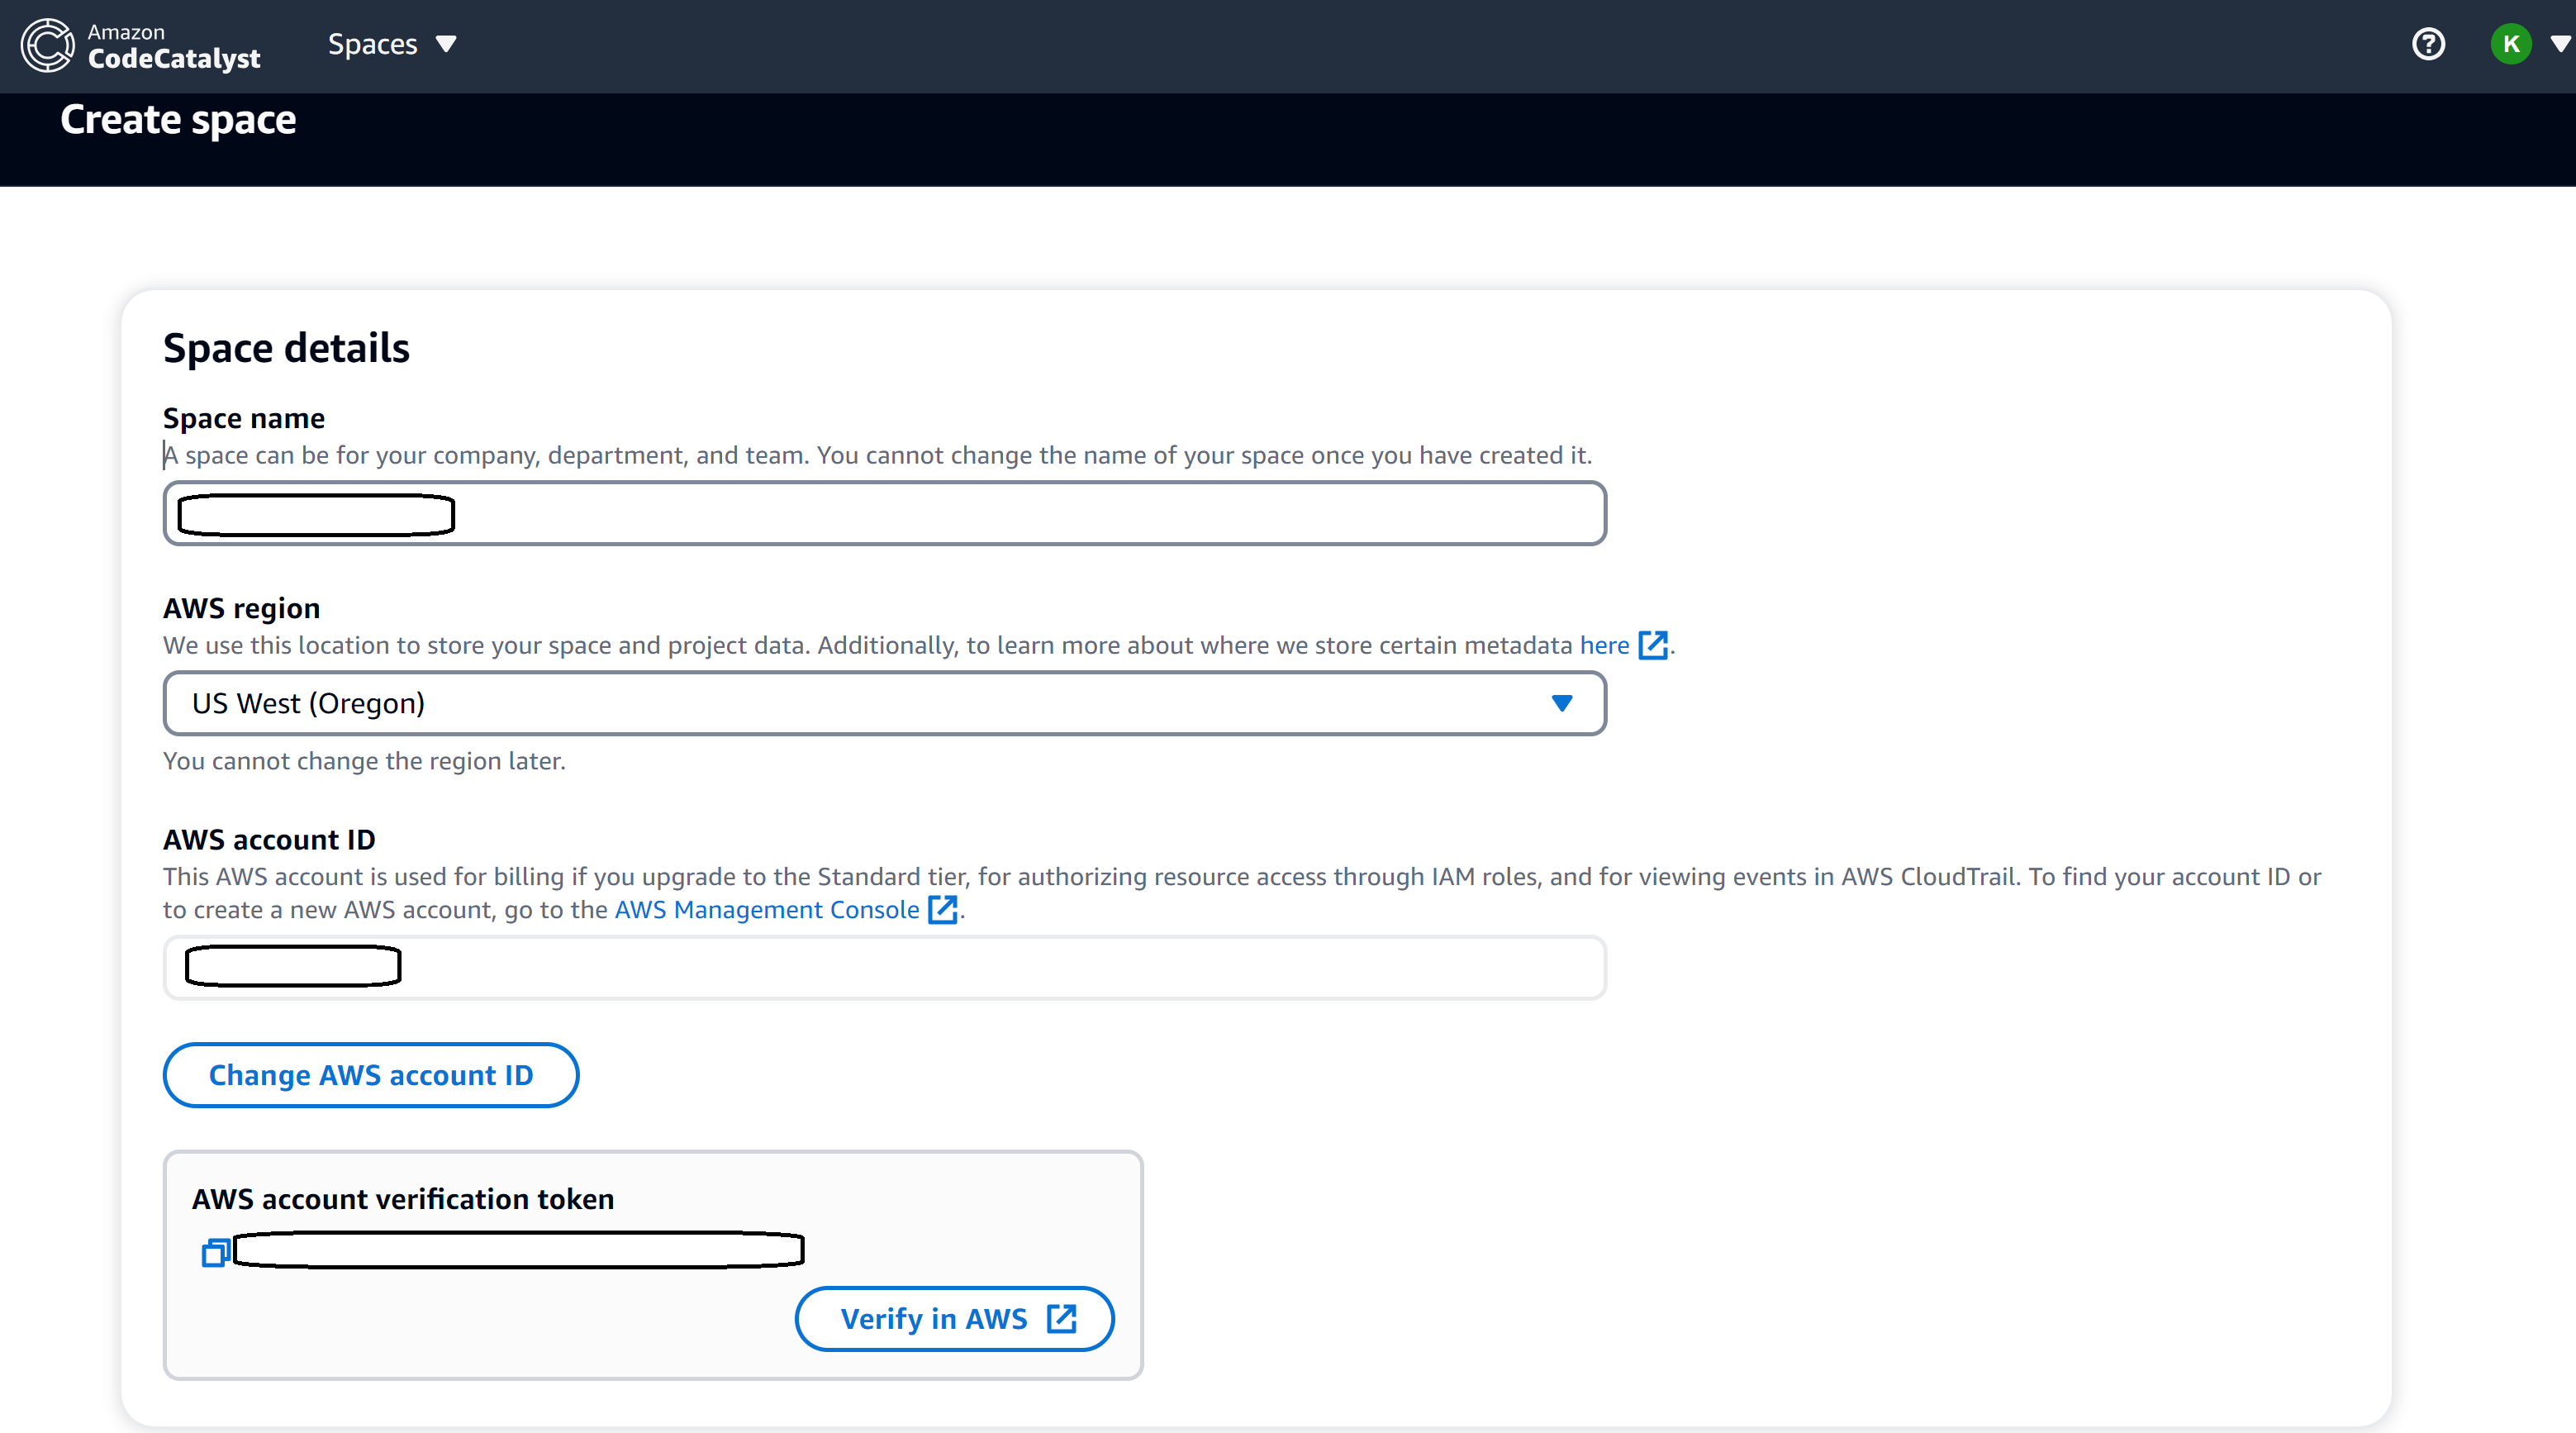 Amazon
CodeCatalyst
Spaces
K
Create space
Space details
Space name
A space can be for your company, department, and team. You cannot change the name of your space once you have created it.
AWS region
We use this location to store your space and project data. Additionally, to learn more about where we store certain metadata here.
US West (Oregon)
You cannot change the region later.
AWS account ID
This AWS account is used for billing if you upgrade to the Standard tier, for authorizing resource access through IAM roles, and for viewing events in AWS CloudTrail. To find your account ID or
to create a new AWS account, go to the AWS Management Console.
Change AWS account ID
AWS account verification token
Verify in AWS